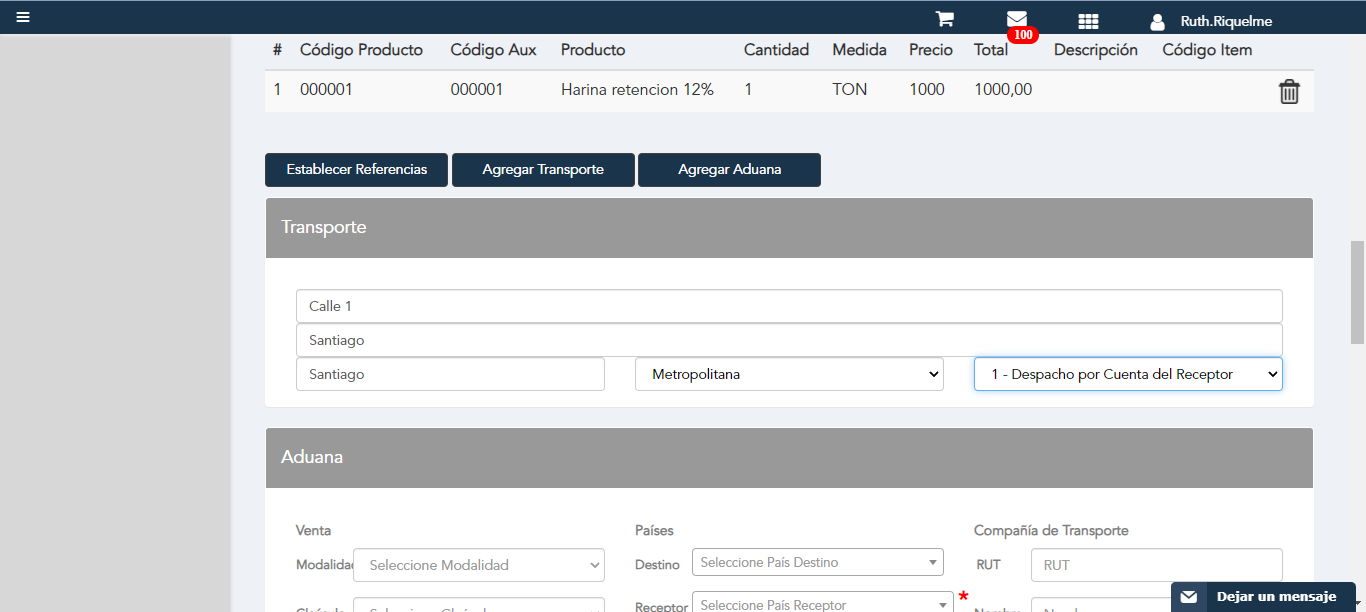 Ruth.Riquelme
100
# Código Producto Código Aux Producto Cantidad Medida Precio Total Descripción Código Item
1 000001 000001 Harina retencion 12% 1 TON 1000 1000,00
Establecer Referencias Agregar Transporte Agregar Aduana
Transporte
Calle 1
Santiago
Santiago Metropolitana 1 - Despacho por Cuenta del Receptor
Aduana
Venta Países Compañía de Transporte
Modalidad Seleccione Modalidad Destino Seleccione País Destino RUT RUT
Receptor Seleccione País Receptor *
Dejar un mensaje